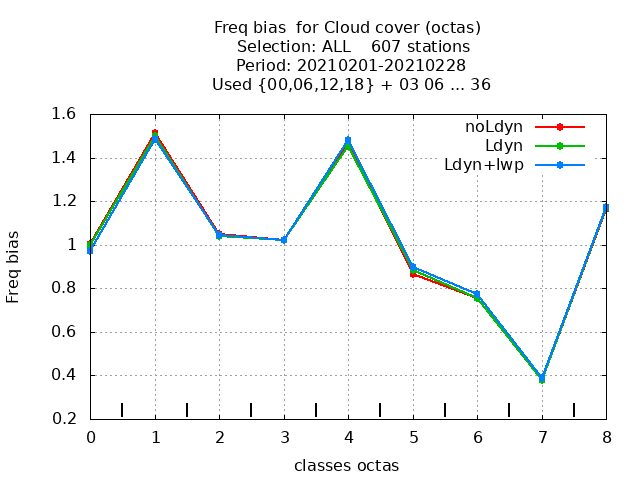 Freq bias  for Cloud cover (octas)
Selection: ALL    607 stations
Period: 20210201-20210228
Used {00,06,12,18} + 03 06 ... 36
noLdyn
Ldyn
Ldyn+lwp
1.6
1.4
1.2
1
0.8
0.6
0.4
0.2
Freq bias
0 1 2 3 4 5 6 7 8
classes octas